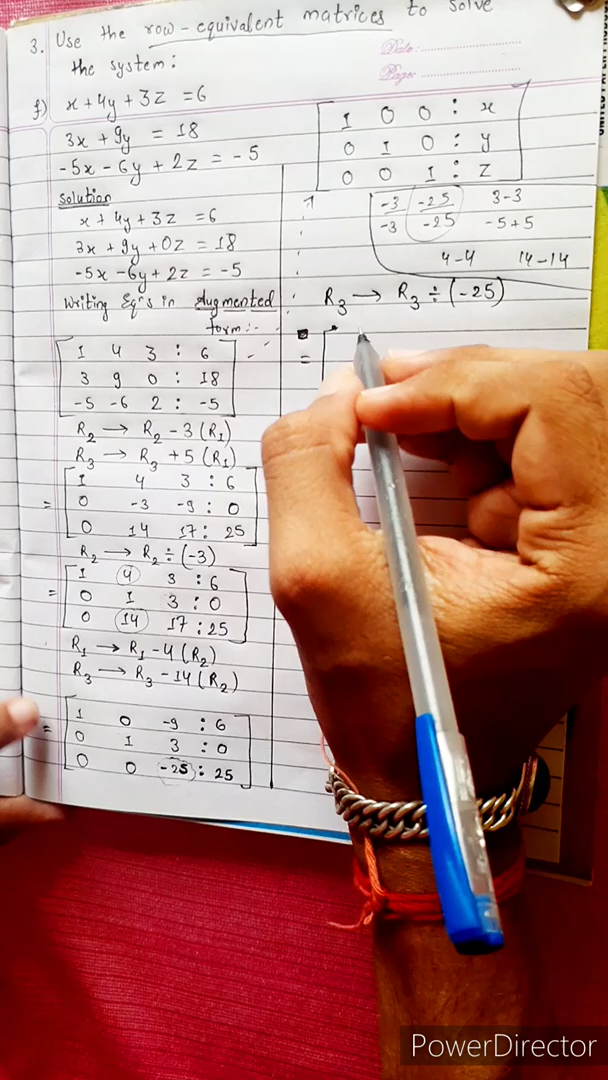 3. Use the row-equivalent matrices to solve
the system:
Date:
Page:
f) x + 4y + 3z = 6
3x + 9y = 18
-5x - 6y + 2z = -5
Solution
x + 4y + 3z = 6
3x + 9y + 0z = 18
-5x - 6y + 2z = -5
Writing Eqns in Augmented
form:-
1 4 3 : 6
3 9 0 : 18
-5 -6 2 : -5
R2 → R2 - 3(R1)
R3 → R3 + 5(R1)
1 4 3 : 6
= 0 -3 -9 : 0
0 14 17 : 25
R2 → R2 ÷ (-3)
1 4 3 : 6
= 0 1 3 : 0
0 14 17 : 25
R1 → R1 - 4(R2)
R3 → R3 - 14(R2)
1 0 -9 : 6
= 0 1 3 : 0
0 0 -25 : 25
1 0 0 : x
0 1 0 : y
0 0 1 : z
-3 -25 3-3
-3 -25 -5+5
4-4 14-14
R3 → R3 ÷ (-25)
=
PowerDirector